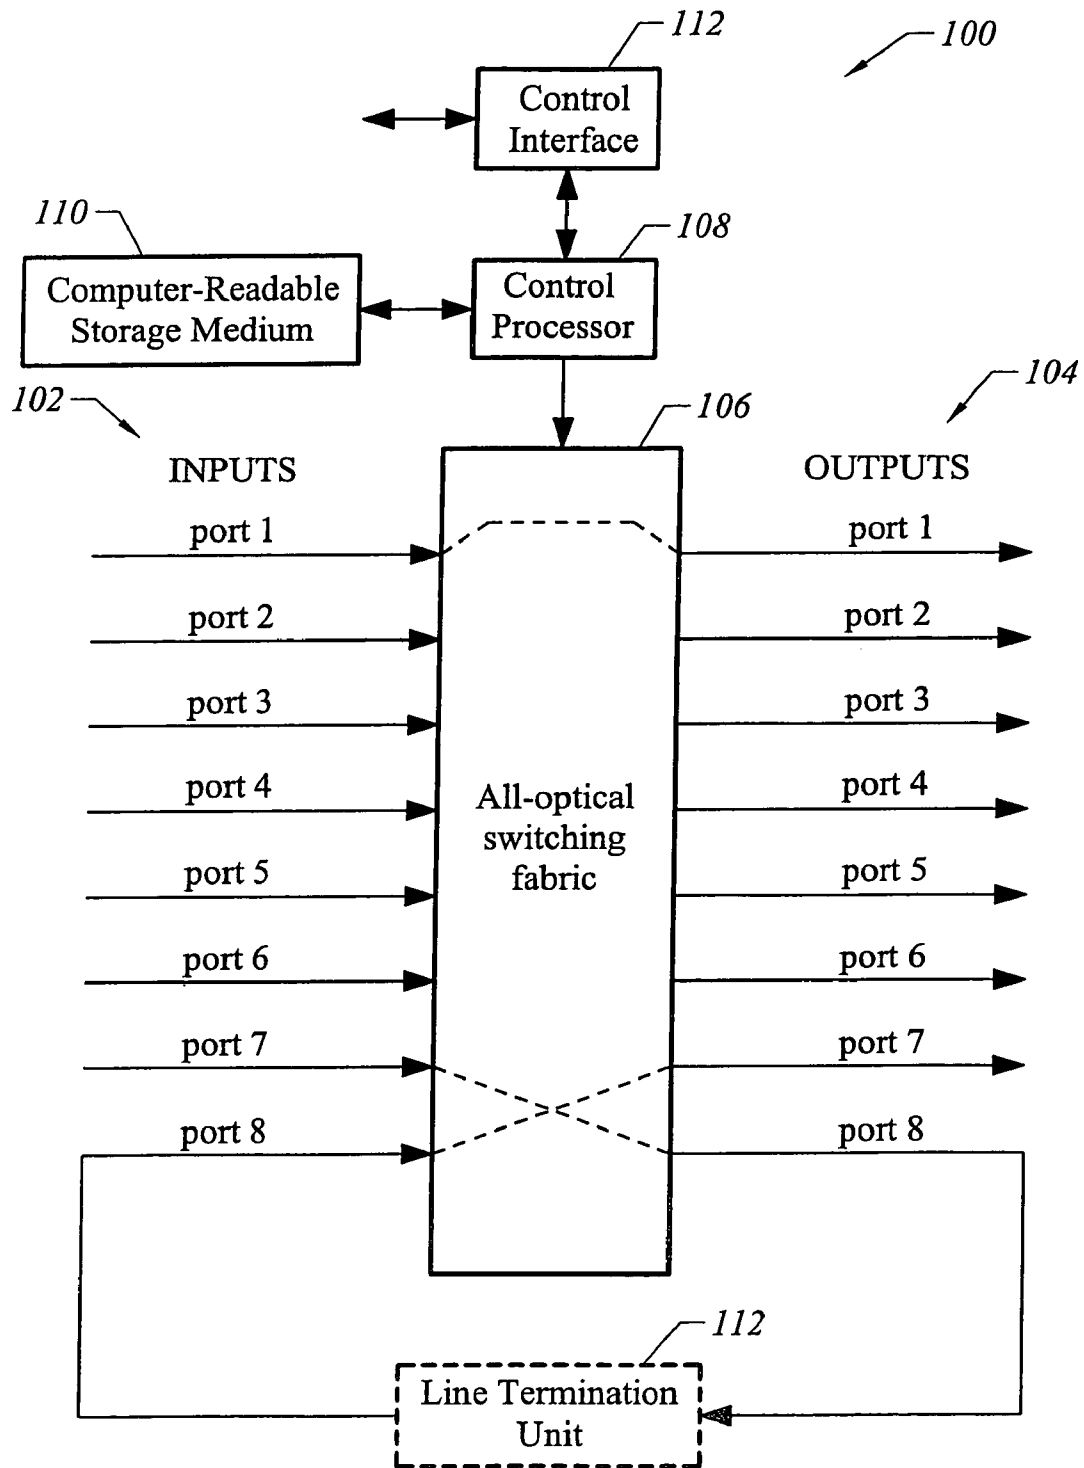 112
100
Control
Interface
110
108
Computer-Readable
Storage Medium
Control
Processor
102
104
106
INPUTS
OUTPUTS
port 1
port 1
port 2
port 2
port 3
port 3
port 4
port 4
All-optical
switching
fabric
port 5
port 5
port 6
port 6
port 7
port 7
port 8
port 8
112
Line Termination
Unit